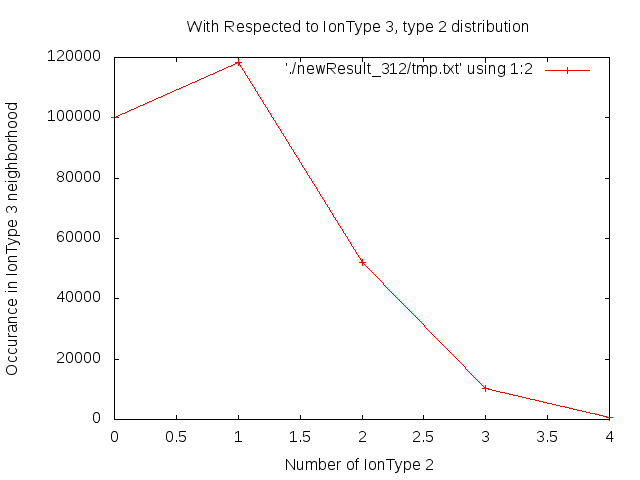 With Respected to IonType 3, type 2 distribution
'./newResult_312/tmp.txt' using 1:2
120000
100000
80000
60000
40000
20000
0
Occurance in IonType 3 neighborhood
0 0.5 1 1.5 2 2.5 3 3.5 4
Number of IonType 2